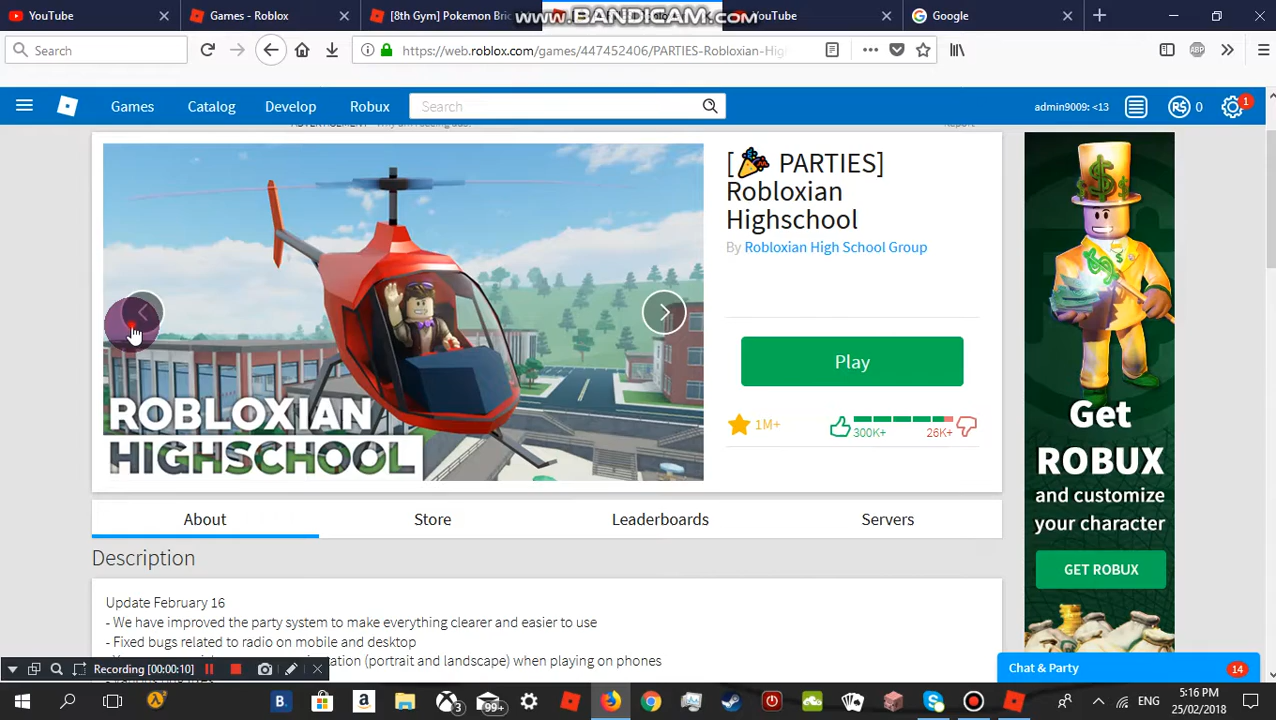 YouTube
Games - Roblox
[8th Gym] Pokemon Bric
www.BANDICAM.com
YouTube
Google
Search
https://web.roblox.com/games/447452406/PARTIES-Robloxian-Hig
ABP
Games
Catalog
Develop
Robux
Search
admin9009: <13
R$ 0
1
[🎉 PARTIES]
Robloxian
Highschool
By Robloxian High School Group
Play
1M+
300K+
26K+
ROBLOXIAN
HIGHSCHOOL
Get
ROBUX
and customize
your character
GET ROBUX
About
Store
Leaderboards
Servers
Description
Update February 16
- We have improved the party system to make everything clearer and easier to use
- Fixed bugs related to radio on mobile and desktop
(portrait and landscape) when playing on phones
Recording [00:00:10]
Chat & Party
14
B.
a
3
99+
ENG
5:16 PM
25/02/2018